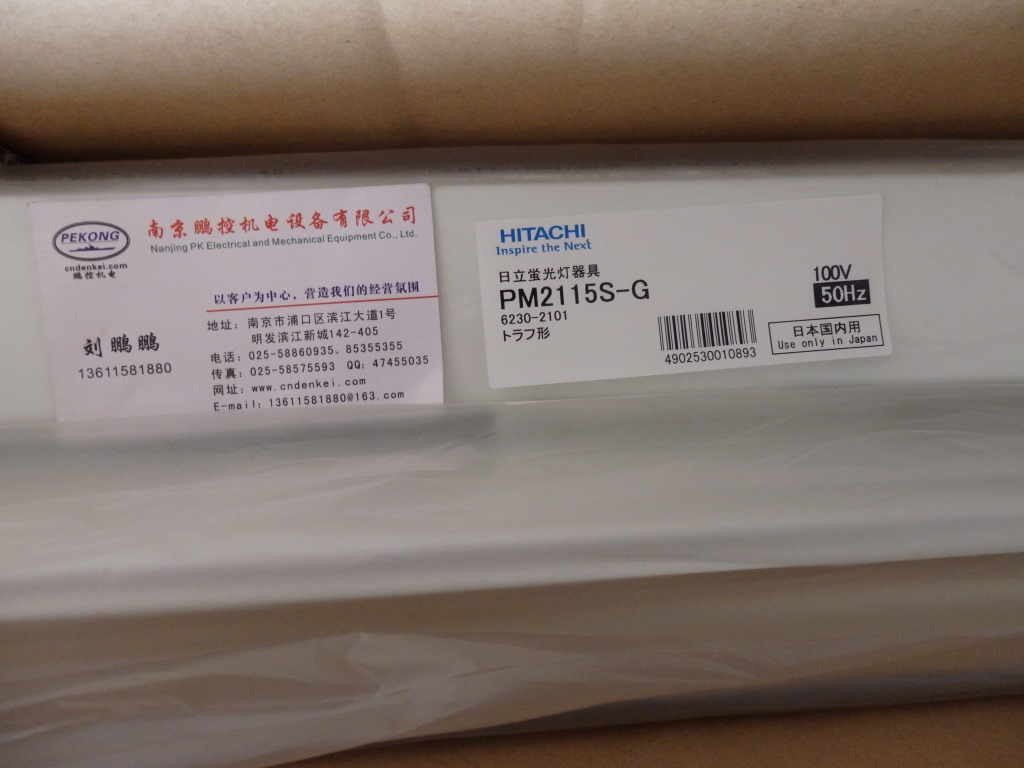 PEKONG
cndenkei.com
鹏控机电
南京鹏控机电设备有限公司
Nanjing PK Electrical and Mechanical Equipment Co., Ltd.
以客户为中心，营造我们的经营氛围
刘 鹏 鹏
13611581880
地址：南京市浦口区滨江大道1号
明发滨江新城142-405
电话：025-58860935、85355355
传真：025-58575593 QQ：47455035
网址：www.cndenkei.com
E-mail：13611581880@163.com
HITACHI
Inspire the Next
日立蛍光灯器具
PM2115S-G
6230-2101
トラフ形
4902530010893
100V
50Hz
日本国内用
Use only in Japan